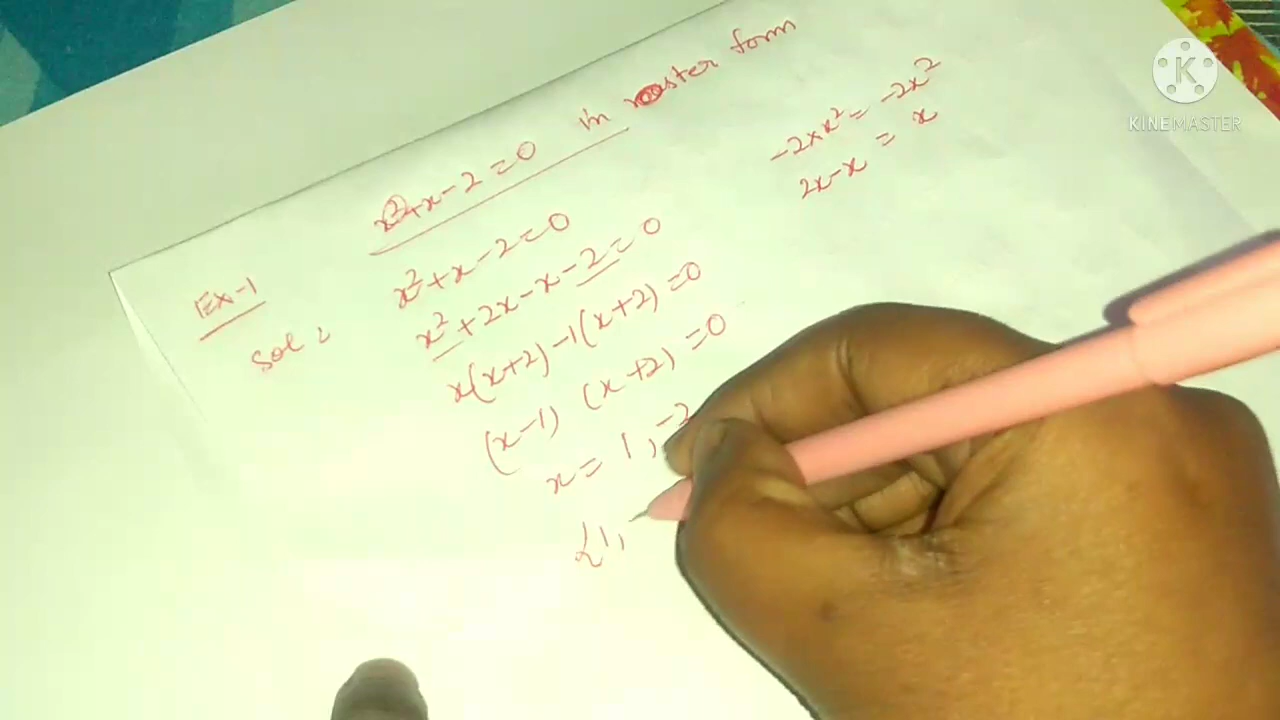 x²+x-2=0 in roster form
-2×x² = -2x²
2x-x = x
Ex-1
Sol:
x²+x-2=0
x²+2x-x-2=0
x(x+2)-1(x+2)=0
(x-1) (x+2)=0
x = 1,-2
{1,
K
KINEMASTER